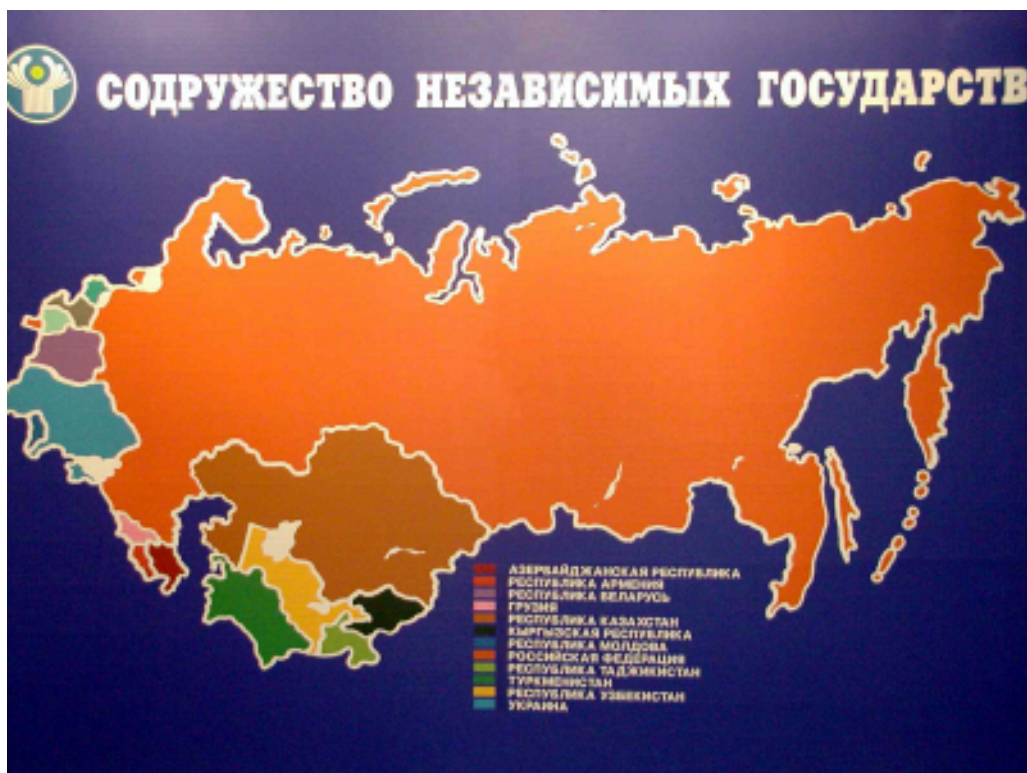 СОДРУЖЕСТВО НЕЗАВИСИМЫХ ГОСУДАРСТВ
АЗЕРБАЙДЖАНСКАЯ РЕСПУБЛИКА
РЕСПУБЛИКА АРМЕНИЯ
РЕСПУБЛИКА БЕЛАРУСЬ
ГРУЗИЯ
РЕСПУБЛИКА КАЗАХСТАН
КЫРГЫЗСКАЯ РЕСПУБЛИКА
РЕСПУБЛИКА МОЛДОВА
РОССИЙСКАЯ ФЕДЕРАЦИЯ
РЕСПУБЛИКА ТАДЖИКИСТАН
ТУРКМЕНИСТАН
РЕСПУБЛИКА УЗБЕКИСТАН
УКРАИНА